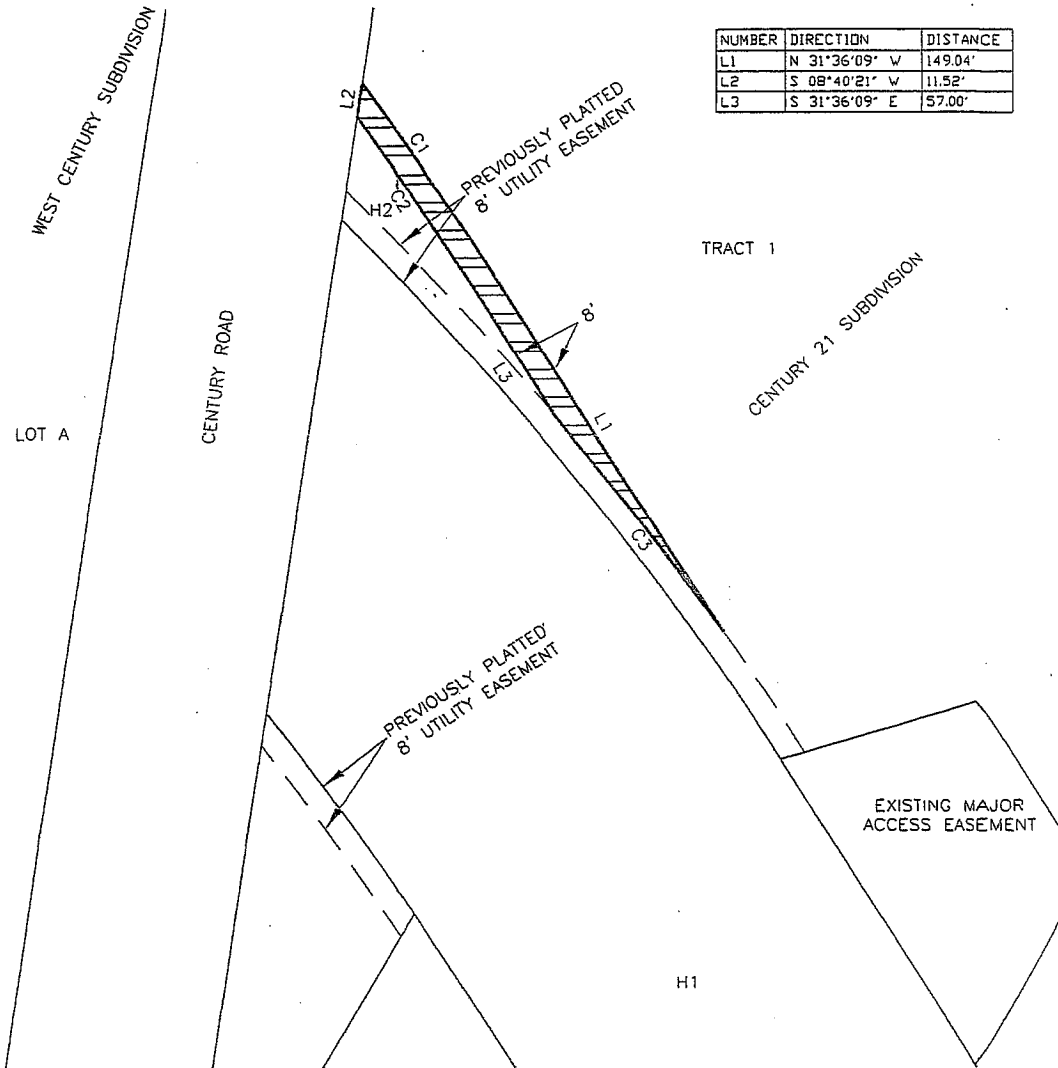 NUMBER DIRECTION DISTANCE
L1 N 31°36'09" W 149.04'
L2 S 08°40'21" W 11.52'
L3 S 31°36'09" E 57.00'
WEST CENTURY SUBDIVISION
L2
C1
PREVIOUSLY PLATTED
8' UTILITY EASEMENT
C2
H2
TRACT 1
CENTURY 21 SUBDIVISION
8'
CENTURY ROAD
L3
L1
LOT A
C3
PREVIOUSLY PLATTED
8' UTILITY EASEMENT
EXISTING MAJOR
ACCESS EASEMENT
H1